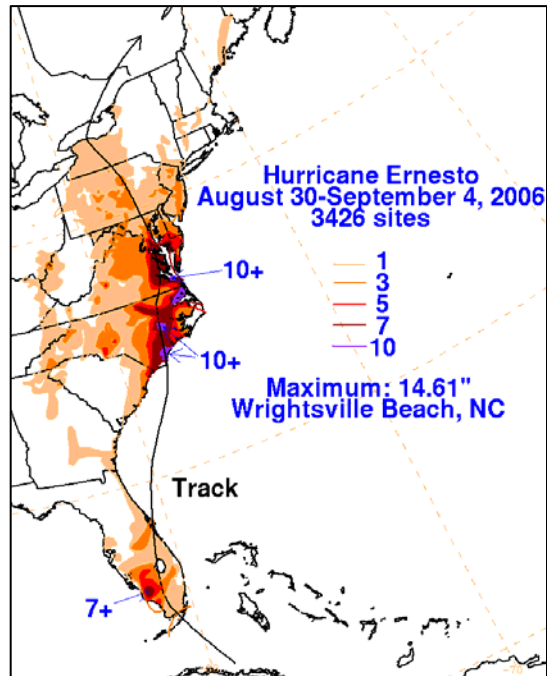 Hurricane Ernesto
August 30-September 4, 2006
3426 sites
10+
1
3
5
7
10
10+
Maximum: 14.61"
Wrightsville Beach, NC
Track
7+